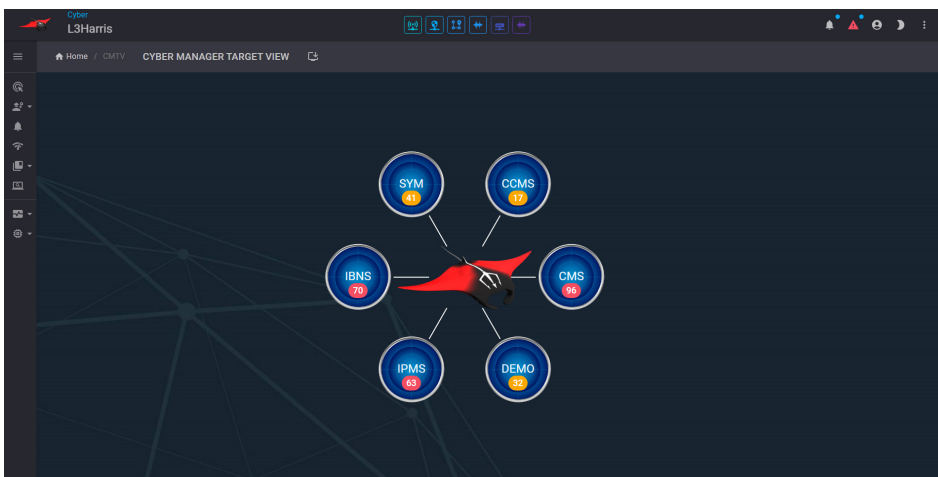 Cyber
L3Harris
Home / CMTV CYBER MANAGER TARGET VIEW
SYM
41
CCMS
17
IBNS
70
CMS
96
IPMS
63
DEMO
32